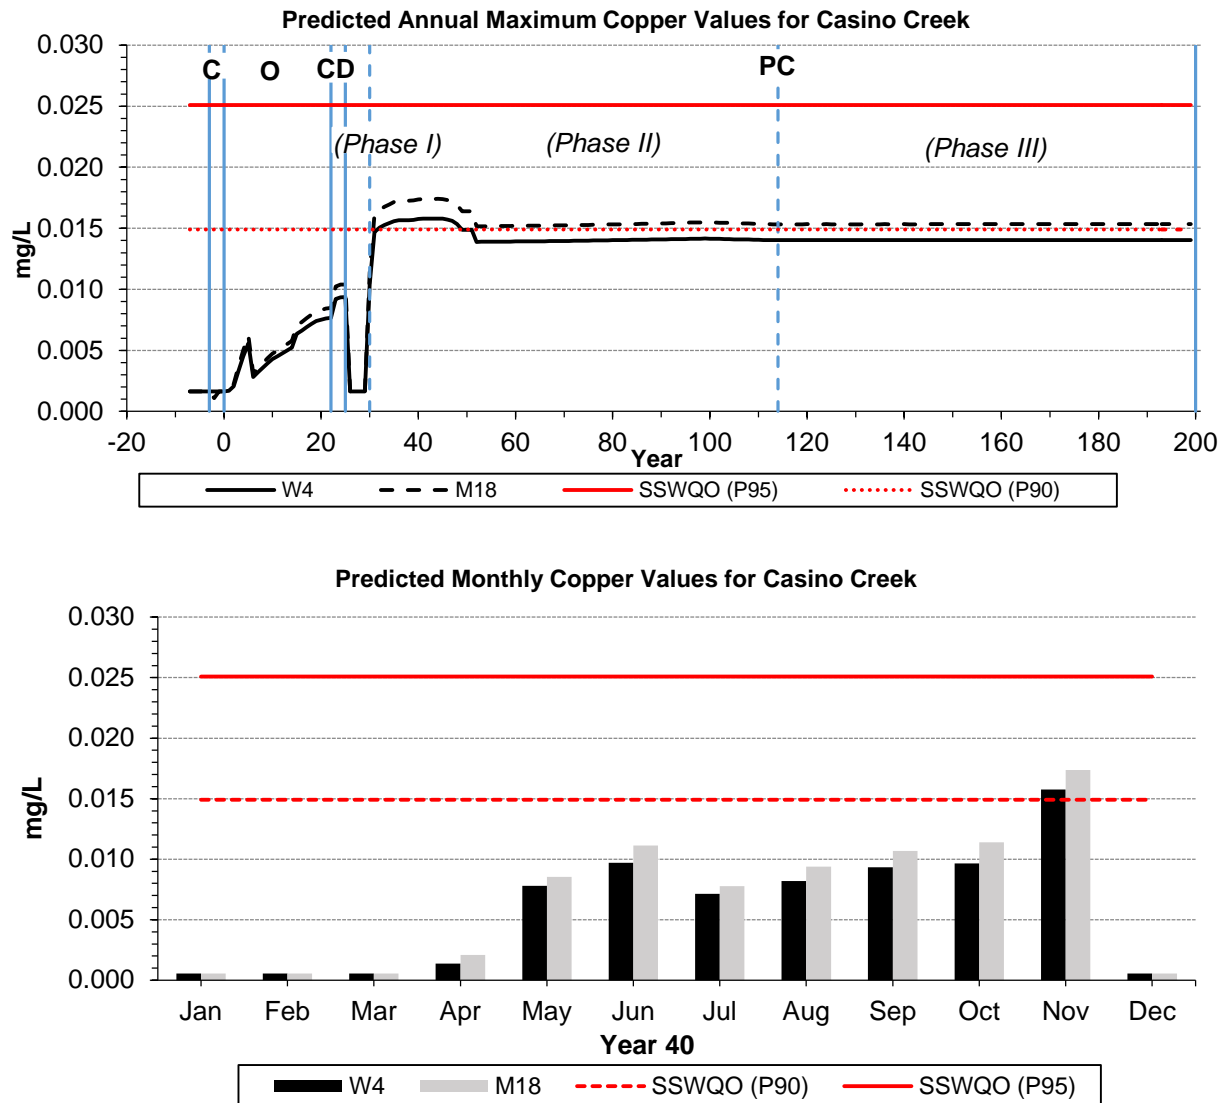 Predicted Annual Maximum Copper Values for Casino Creek
0.030
0.025
0.020
0.015
0.010
0.005
0.000
mg/L
C O CD PC
(Phase I) (Phase II) (Phase III)
-20 0 20 40 60 80 100 120 140 160 180 200
Year
W4 M18 SSWQO (P95) SSWQO (P90)
Predicted Monthly Copper Values for Casino Creek
0.030
0.025
0.020
0.015
0.010
0.005
0.000
mg/L
Jan Feb Mar Apr May Jun Jul Aug Sep Oct Nov Dec
Year 40
W4 M18 SSWQO (P90) SSWQO (P95)